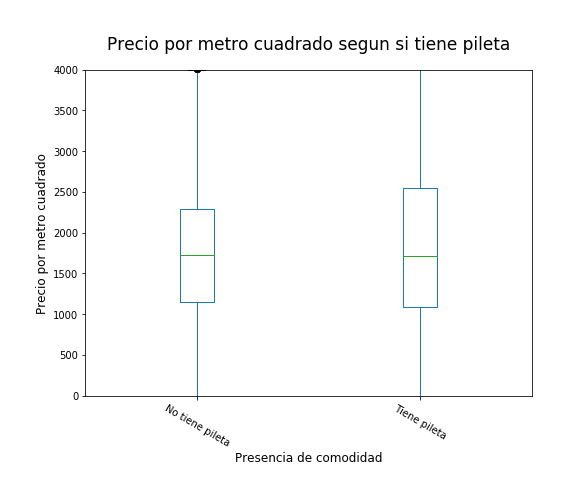 Precio por metro cuadrado segun si tiene pileta
Precio por metro cuadrado
4000
3500
3000
2500
2000
1500
1000
500
0
No tiene pileta
Tiene pileta
Presencia de comodidad